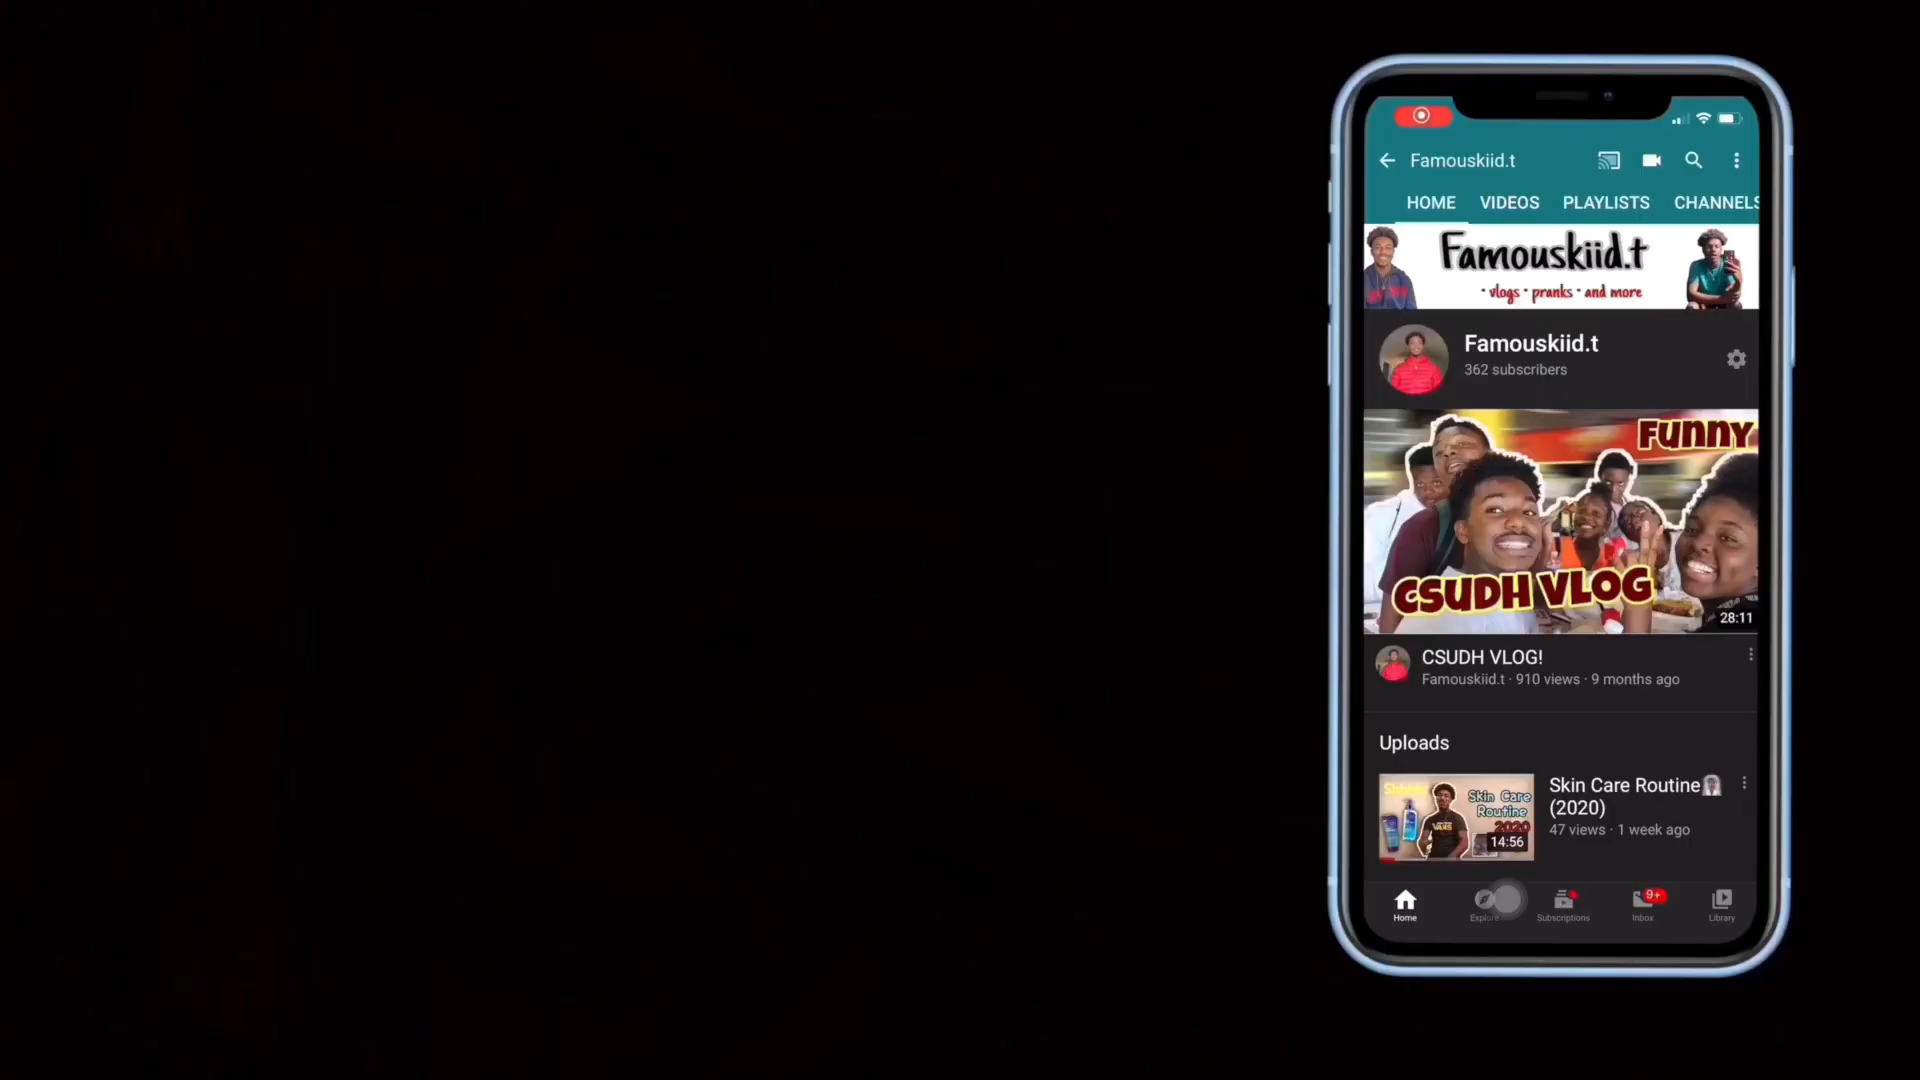 Famouskiid.t
HOME VIDEOS PLAYLISTS CHANNELS
Famouskiid.t
• vlogs • pranks • and more
Famouskiid.t
362 subscribers
FUNNY
CSUDH VLOG
28:11
CSUDH VLOG!
Famouskiid.t · 910 views · 9 months ago
Uploads
Skin Care
Routine
2020
VANS
14:56
Skin Care Routine
(2020)
47 views · 1 week ago
9+
Home Explore Subscriptions Inbox Library